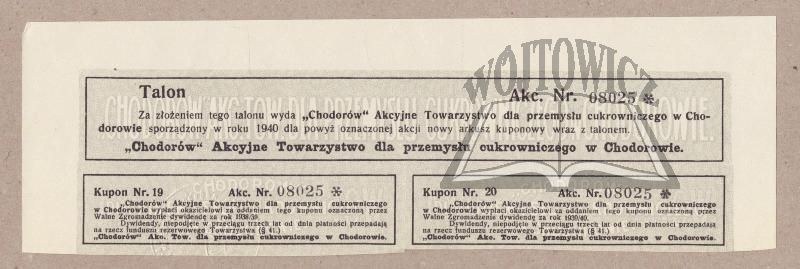 WÓJTOWICZ
Talon
Akc. Nr. 08025 *
Za złożeniem tego talonu wyda „Chodorów“ Akcyjne Towarzystwo dla przemysłu cukrowniczego w Cho-
dorowie sporządzony w roku 1940 dla powyż oznaczonej akcji nowy arkusz kuponowy wraz z talonem.
„Chodorów“ Akcyjne Towarzystwo dla przemysłu cukrowniczego w Chodorowie.
Kupon Nr. 19 Akc. Nr. 08025 *
„Chodorów“ Akcyjne Towarzystwo dla przemysłu cukrowniczego
w Chodorowie wypłaci okazicielowi za oddaniem tego kuponu oznaczoną przez
Walne Zgromadzenie dywidendę za rok 1938/39.
Dywidendy, niepodjęte w przeciągu trzech lat od dnia płatności przepadają
na rzecz funduszu rezerwowego Towarzystwa (§ 41.)
„Chodorów“ Akc. Tow. dla przemysłu cukrowniczego w Chodorowie.
Kupon Nr. 20 Akc. Nr. 08025 *
„Chodorów“ Akcyjne Towarzystwo dla przemysłu cukrowniczego
w Chodorowie wypłaci okazicielowi za oddaniem tego kuponu oznaczoną przez
Walne Zgromadzenie dywidendę za rok 1939/40.
Dywidendy, niepodjęte w przeciągu trzech lat od dnia płatności przepadają
na rzecz funduszu rezerwowego Towarzystwa (§ 41.)
„Chodorów“ Akc. Tow. dla przemysłu cukrowniczego w Chodorowie.